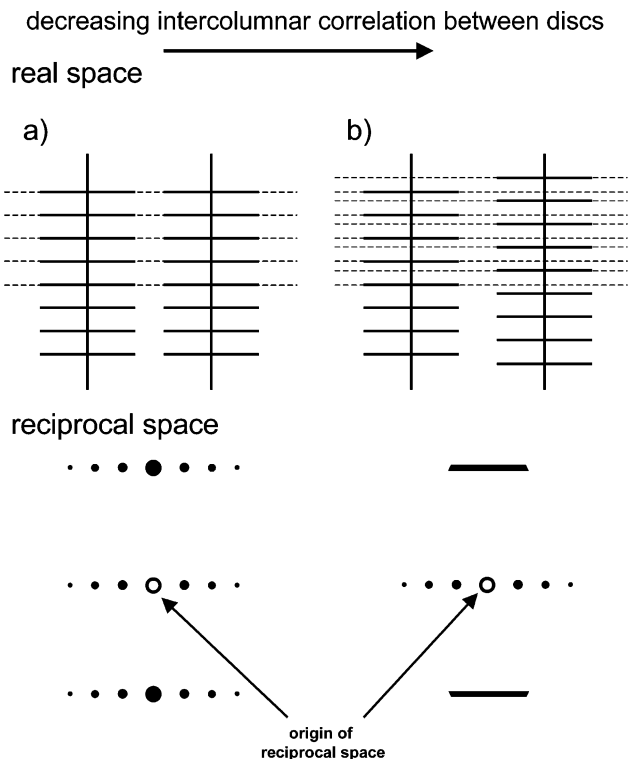 decreasing intercolumnar correlation between discs
real space
a)
b)
reciprocal space
origin of
reciprocal space